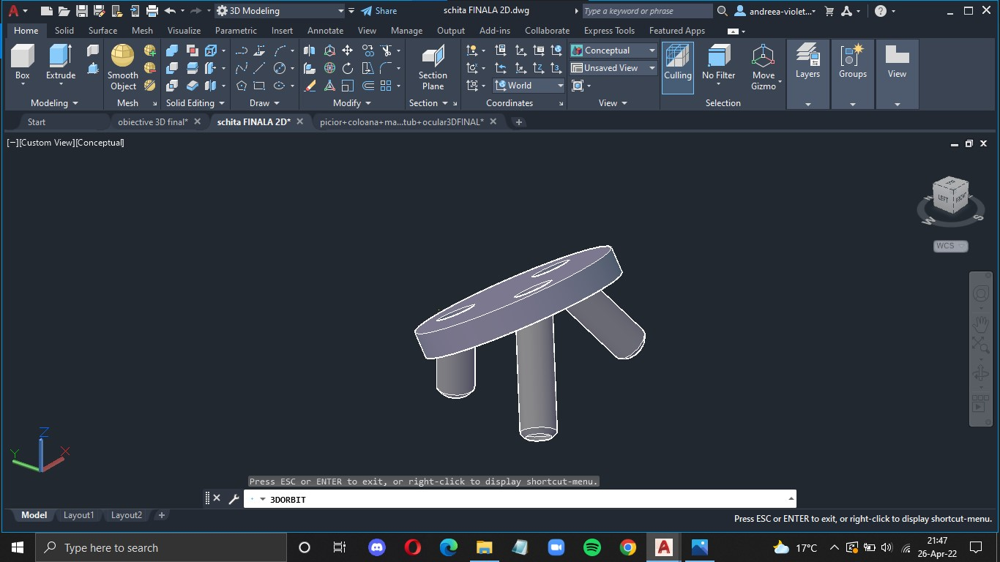 3D Modeling
Share
schita FINALA 2D.dwg
Type a keyword or phrase
andreea-violet...
Home Solid Surface Mesh Visualize Parametric Insert Annotate View Manage Output Add-ins Collaborate Express Tools Featured Apps
Box
Extrude
Smooth
Object
Section
Plane
World
Conceptual
Unsaved View
Culling
No Filter
Move
Gizmo
Layers
Groups
View
Modeling
Mesh
Solid Editing
Draw
Modify
Section
Coordinates
View
Selection
Start
obiective 3D final*
schita FINALA 2D*
picior+coloana+ma...tub+ocular3DFINAL*
[−][Custom View][Conceptual]
TOP
LEFT
FRONT
N
W
S
WCS
Z
Y
X
Press ESC or ENTER to exit, or right-click to display shortcut-menu.
3DORBIT
Model Layout1 Layout2 +
Press ESC or ENTER to exit, or right-click to display shortcut-menu.
Type here to search
17°C
21:47
26-Apr-22